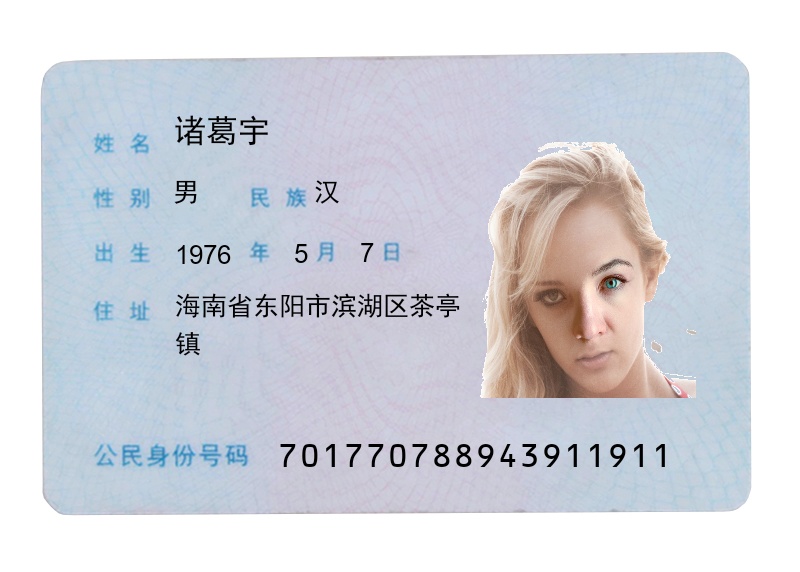 姓名 诸葛宇
性别 男 民族 汉
出生 1976 年 5 月 7 日
住址 海南省东阳市滨湖区茶亭
镇
公民身份号码 701770788943911911